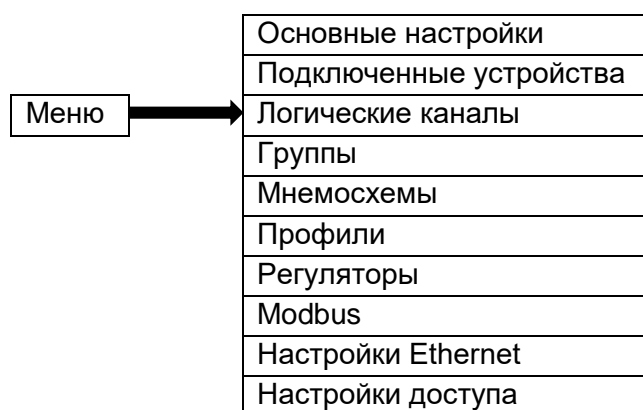 Основные настройки
Подключенные устройства
Меню
Логические каналы
Группы
Мнемосхемы
Профили
Регуляторы
Modbus
Настройки Ethernet
Настройки доступа